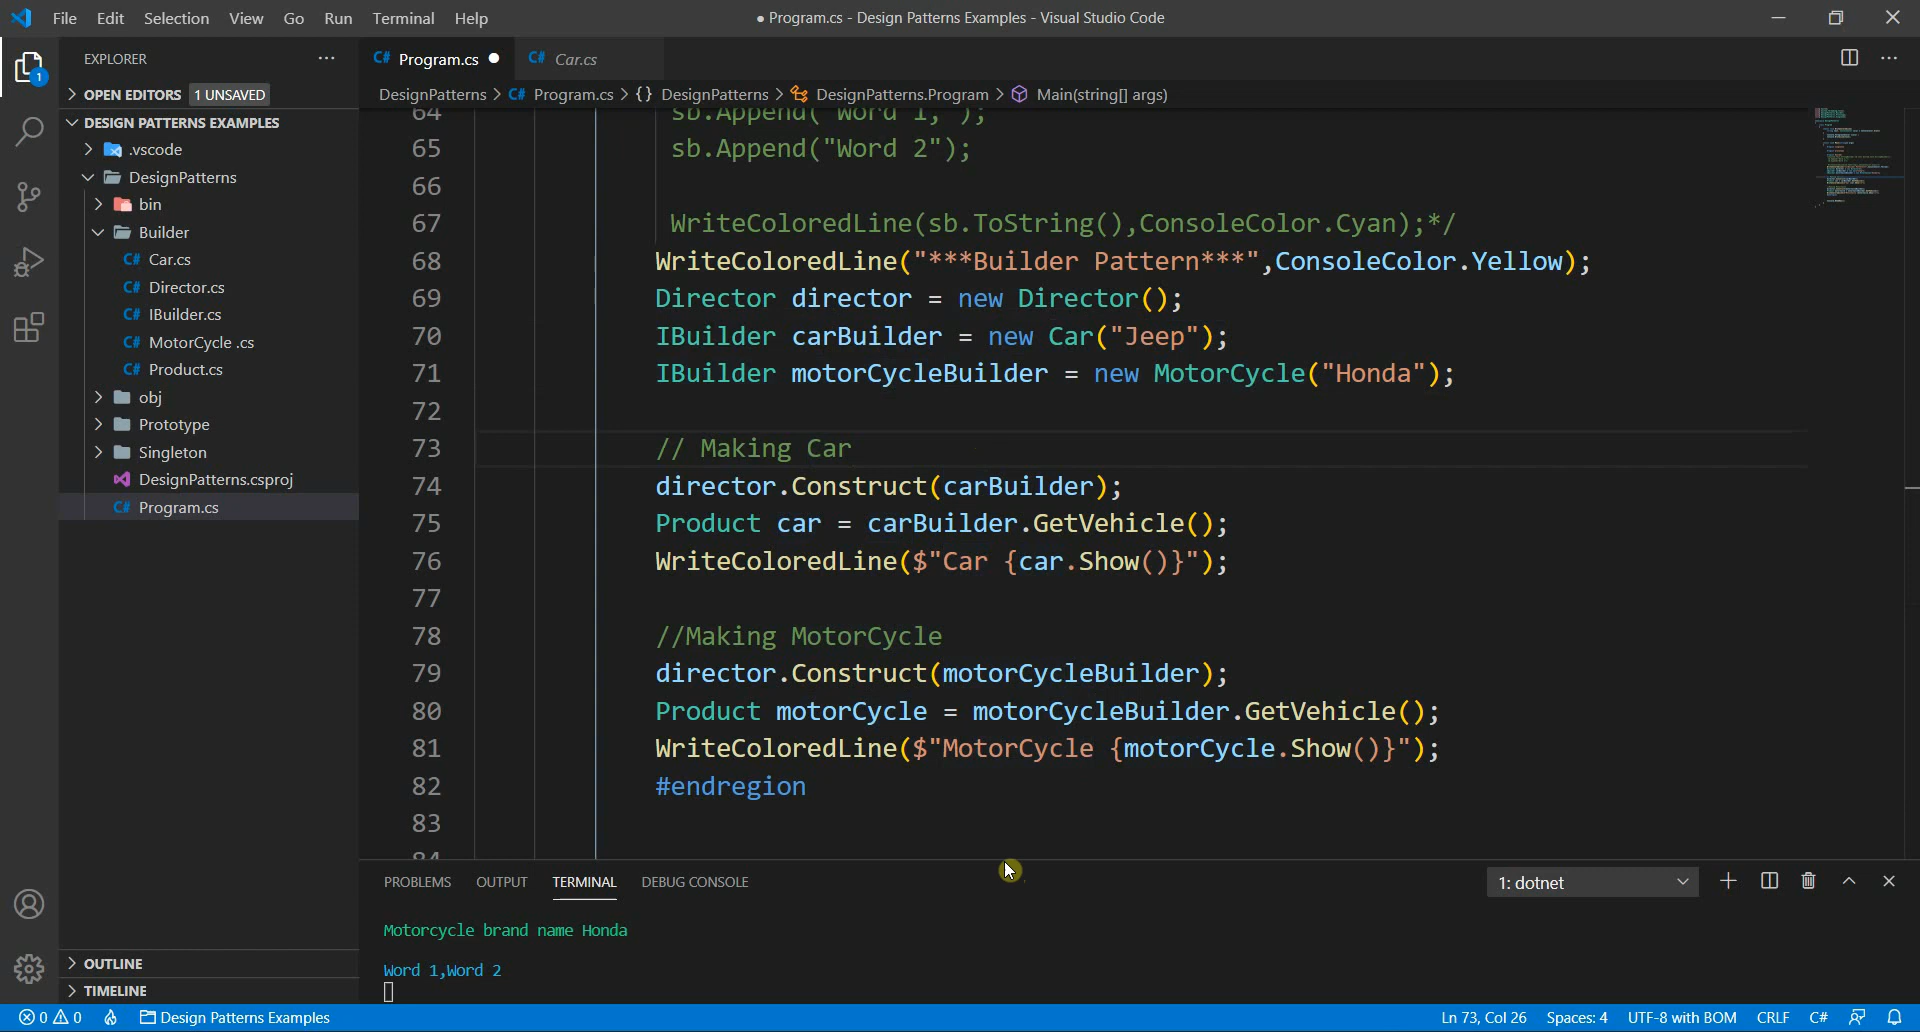 File Edit Selection View Go Run Terminal Help
● Program.cs - Design Patterns Examples - Visual Studio Code
EXPLORER
OPEN EDITORS 1 UNSAVED
DESIGN PATTERNS EXAMPLES
.vscode
DesignPatterns
bin
Builder
C# Car.cs
C# Director.cs
C# IBuilder.cs
C# MotorCycle .cs
C# Product.cs
obj
Prototype
Singleton
DesignPatterns.csproj
C# Program.cs
OUTLINE
TIMELINE
C# Program.cs ●
C# Car.cs
DesignPatterns > C# Program.cs > {} DesignPatterns > DesignPatterns.Program > Main(string[] args)
64 sb.Append("Word 1,");
65 sb.Append("Word 2");
66
67 WriteColoredLine(sb.ToString(),ConsoleColor.Cyan);*/
68 WriteColoredLine("***Builder Pattern***",ConsoleColor.Yellow);
69 Director director = new Director();
70 IBuilder carBuilder = new Car("Jeep");
71 IBuilder motorCycleBuilder = new MotorCycle("Honda");
72
73 // Making Car
74 director.Construct(carBuilder);
75 Product car = carBuilder.GetVehicle();
76 WriteColoredLine($"Car {car.Show()}");
77
78 //Making MotorCycle
79 director.Construct(motorCycleBuilder);
80 Product motorCycle = motorCycleBuilder.GetVehicle();
81 WriteColoredLine($"MotorCycle {motorCycle.Show()}");
82 #endregion
83
84
PROBLEMS OUTPUT TERMINAL DEBUG CONSOLE
1: dotnet
Motorcycle brand name Honda
Word 1,Word 2
0 0 Design Patterns Examples
Ln 73, Col 26 Spaces: 4 UTF-8 with BOM CRLF C#
1